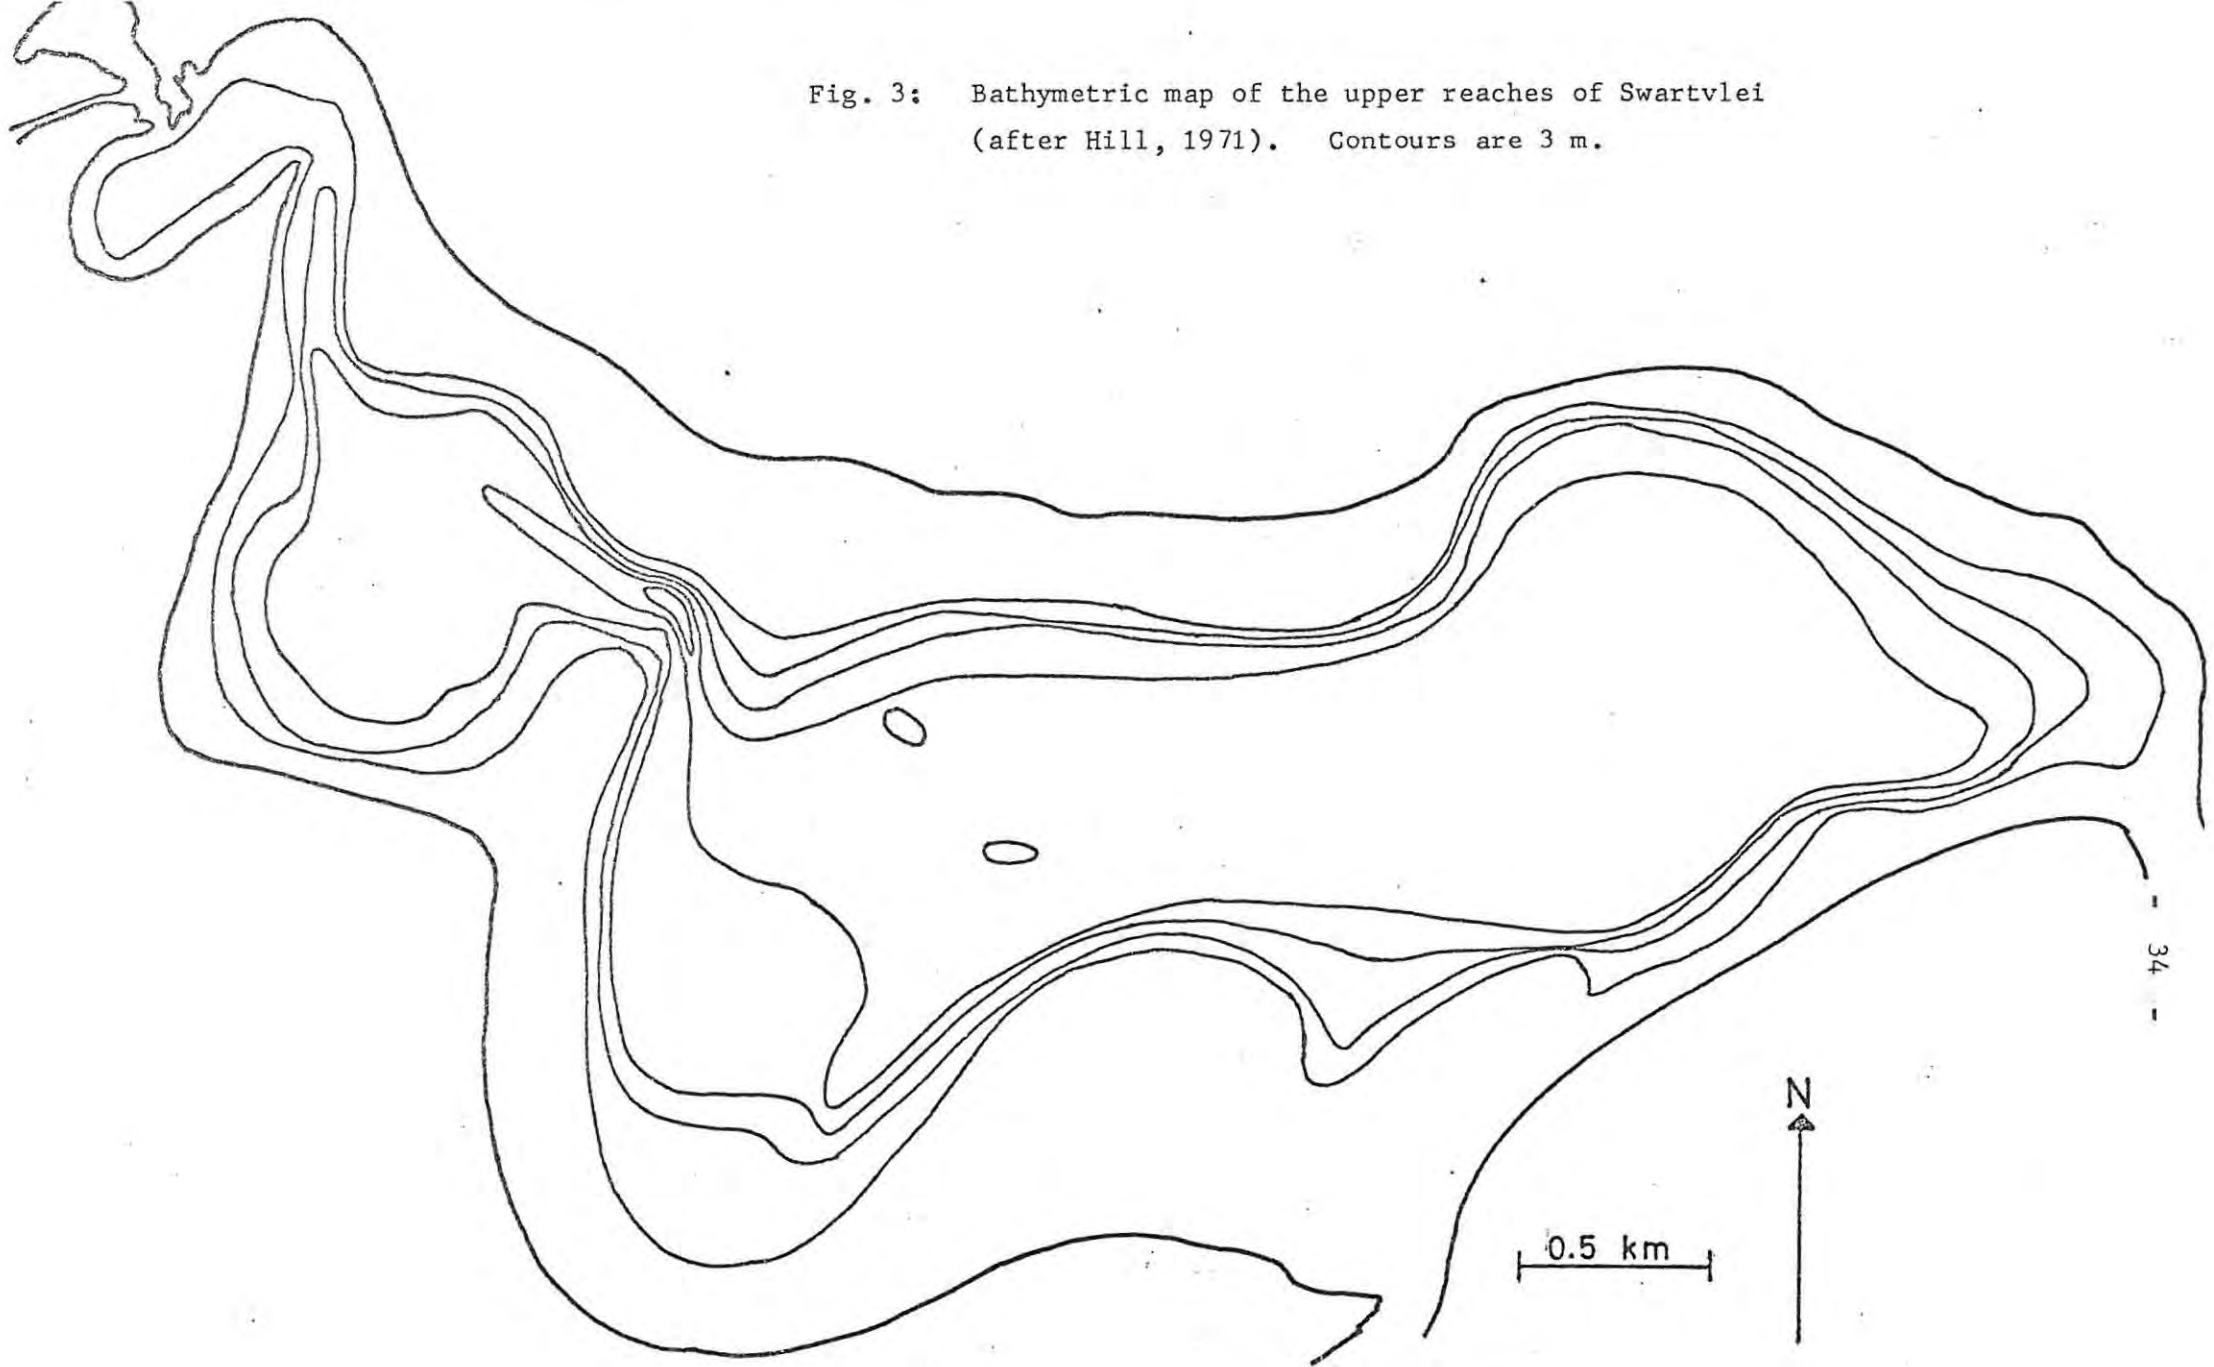 Fig. 3: Bathymetric map of the upper reaches of Swartvlei
(after Hill, 1971). Contours are 3 m.
- 34 -
N
0.5 km